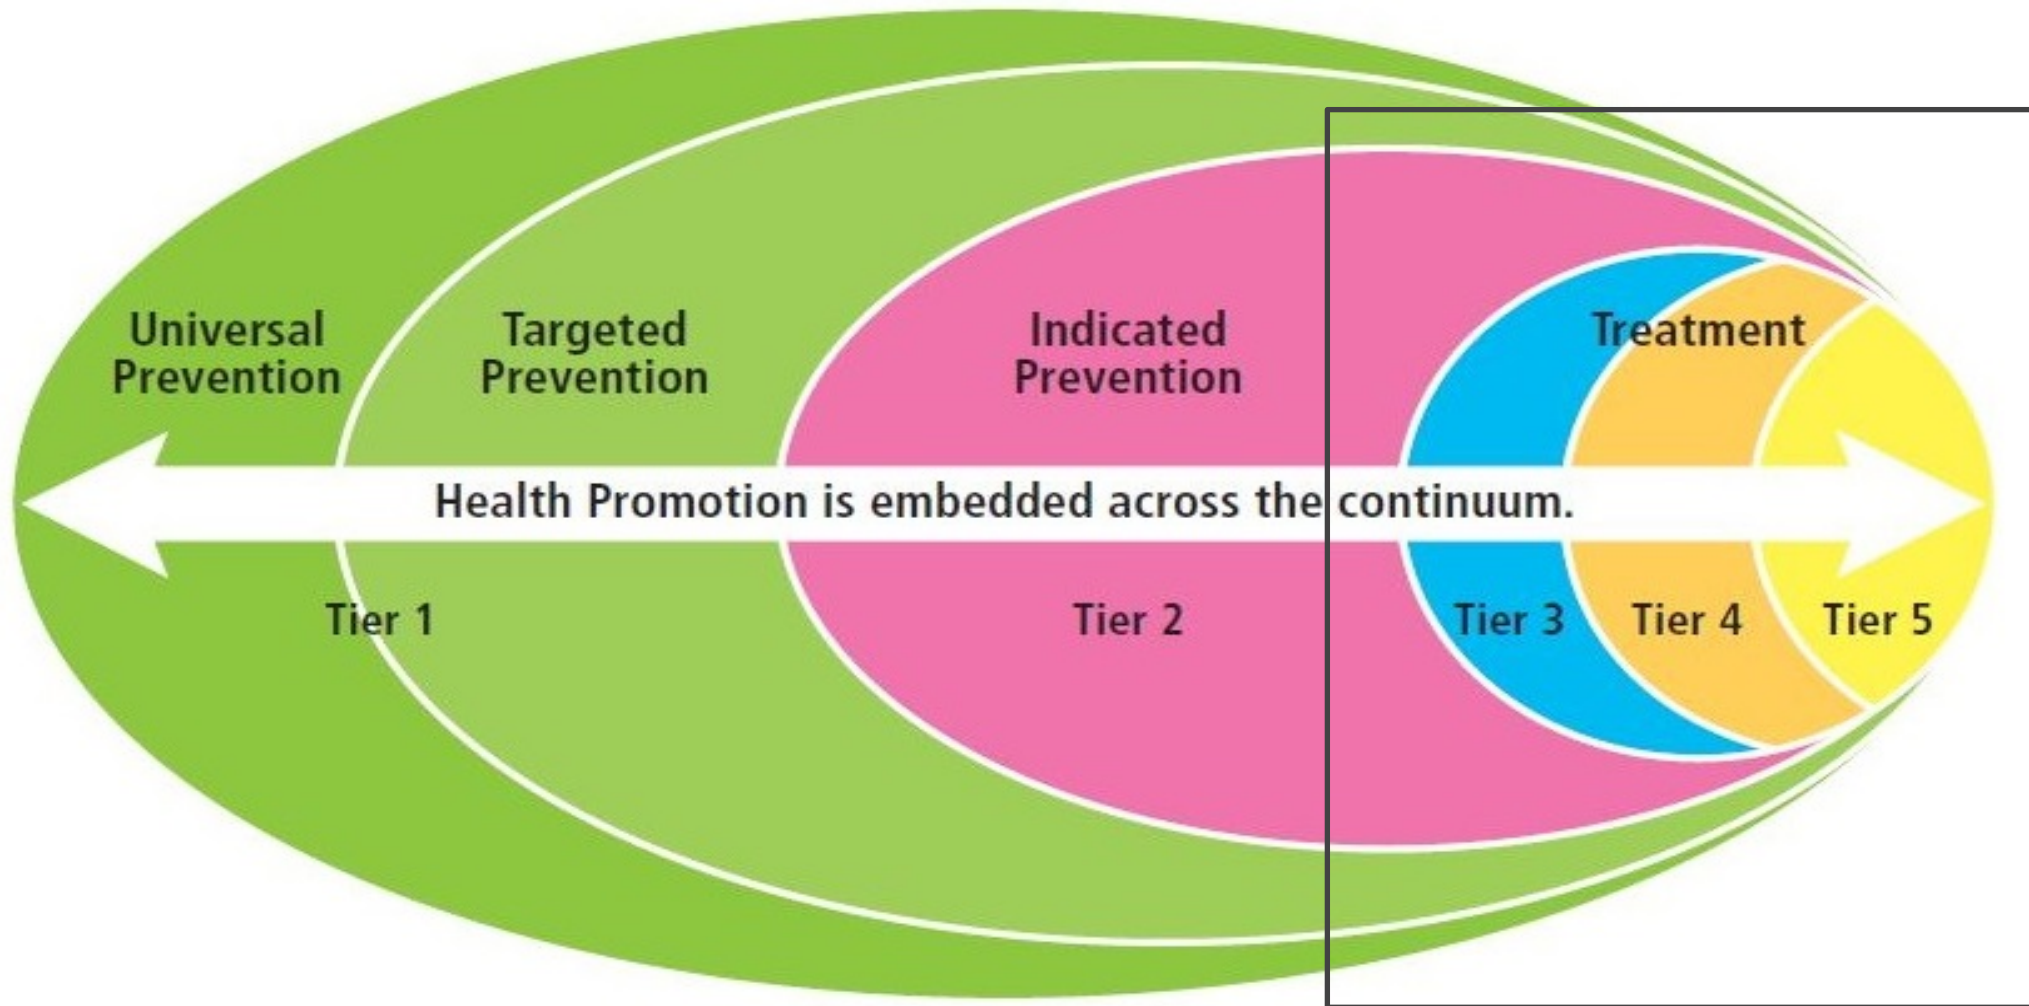 Universal
Prevention
Targeted
Prevention
Indicated
Prevention
Treatment
Health Promotion is embedded across the continuum.
Tier 1
Tier 2
Tier 3
Tier 4
Tier 5